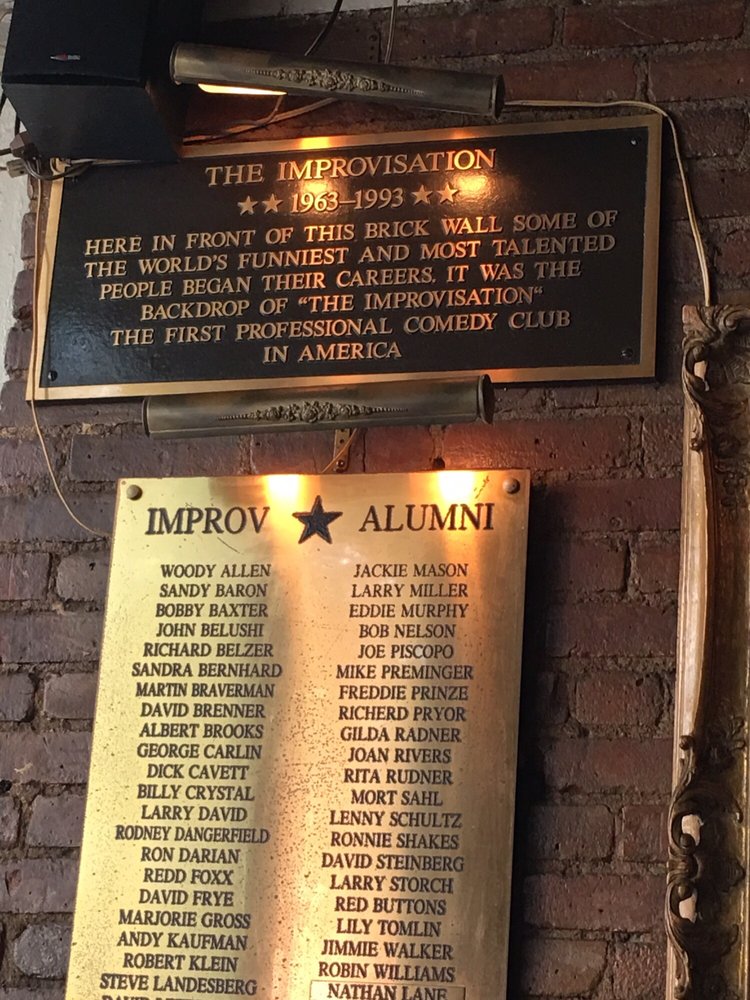 THE IMPROVISATION
★★ 1963–1993 ★★
HERE IN FRONT OF THIS BRICK WALL SOME OF
THE WORLD'S FUNNIEST AND MOST TALENTED
PEOPLE BEGAN THEIR CAREERS. IT WAS THE
BACKDROP OF "THE IMPROVISATION"
THE FIRST PROFESSIONAL COMEDY CLUB
IN AMERICA
IMPROV ★ ALUMNI
WOODY ALLEN
SANDY BARON
BOBBY BAXTER
JOHN BELUSHI
RICHARD BELZER
SANDRA BERNHARD
MARTIN BRAVERMAN
DAVID BRENNER
ALBERT BROOKS
GEORGE CARLIN
DICK CAVETT
BILLY CRYSTAL
LARRY DAVID
RODNEY DANGERFIELD
RON DARIAN
REDD FOXX
DAVID FRYE
MARJORIE GROSS
ANDY KAUFMAN
ROBERT KLEIN
STEVE LANDESBERG
DAVID
JACKIE MASON
LARRY MILLER
EDDIE MURPHY
BOB NELSON
JOE PISCOPO
MIKE PREMINGER
FREDDIE PRINZE
RICHERD PRYOR
GILDA RADNER
JOAN RIVERS
RITA RUDNER
MORT SAHL
LENNY SCHULTZ
RONNIE SHAKES
DAVID STEINBERG
LARRY STORCH
RED BUTTONS
LILY TOMLIN
JIMMIE WALKER
ROBIN WILLIAMS
NATHAN LANE